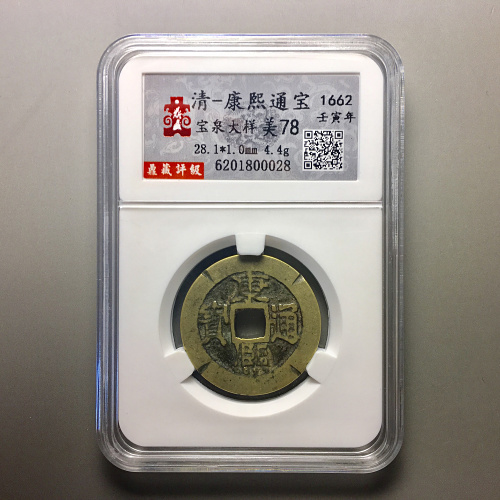 清-康熙通宝
1662
壬寅年
宝泉大样 美78
28.1*1.0mm 4.4g
6201800028
鼎藏評級
康熙通寶